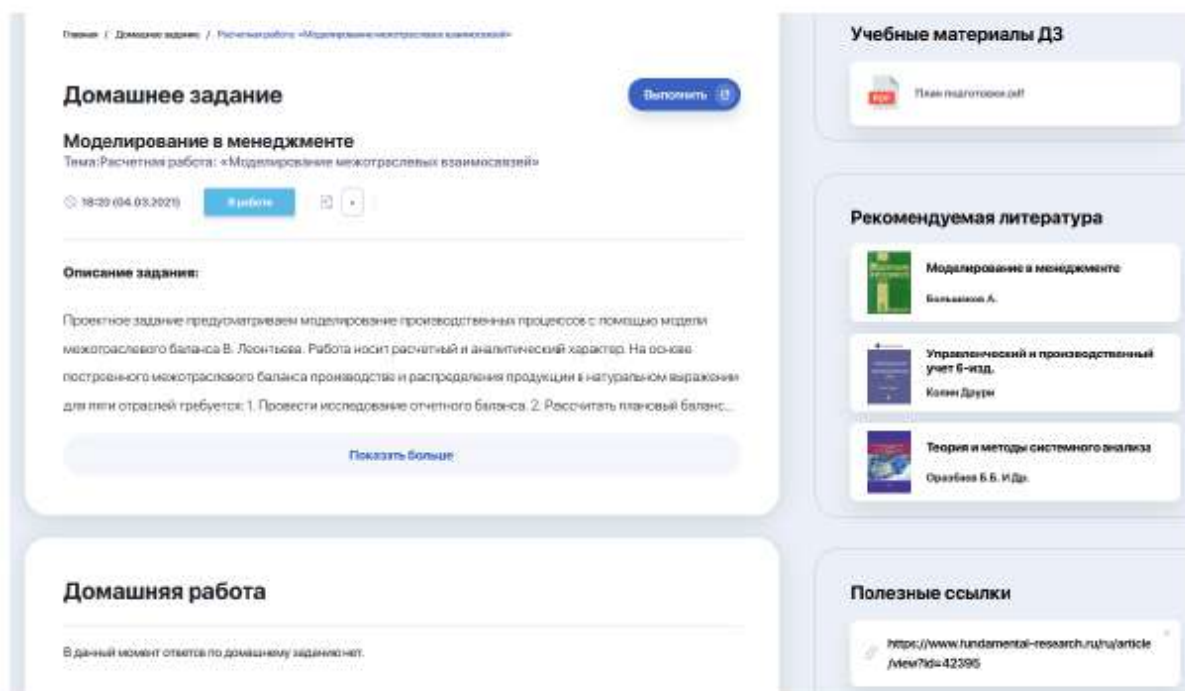 Главная / Домашнее задание / Расчетная работа: «Моделирование межотраслевых взаимосвязей»
Домашнее задание
Выполнить
Моделирование в менеджменте
Тема:Расчетная работа: «Моделирование межотраслевых взаимосвязей»
18:20 (04.03.2021)
В работе
Описание задания:
Проектное задание предусматриваем моделирование производственных процессов с помощью модели
межотраслевого баланса В. Леонтьева. Работа носит расчетный и аналитический характер. На основе
построенного межотраслевого баланса производства и распределения продукции в натуральном выражении
для пяти отраслей требуется: 1. Провести исследование отчетного баланса. 2. Рассчитать плановый баланс...
Показать больше
Домашняя работа
В данный момент ответов по домашнему заданию нет.
Учебные материалы ДЗ
PDF
План подготовки.pdf
Рекомендуемая литература
Моделирование в менеджменте
Большаков А.
Управленческий и производственный
учет 6-изд.
Колин Друри
Теория и методы системного анализа
Оразбаев Б.Б. И Др.
Полезные ссылки
https://www.fundamental-research.ru/ru/article
/view?id=42395